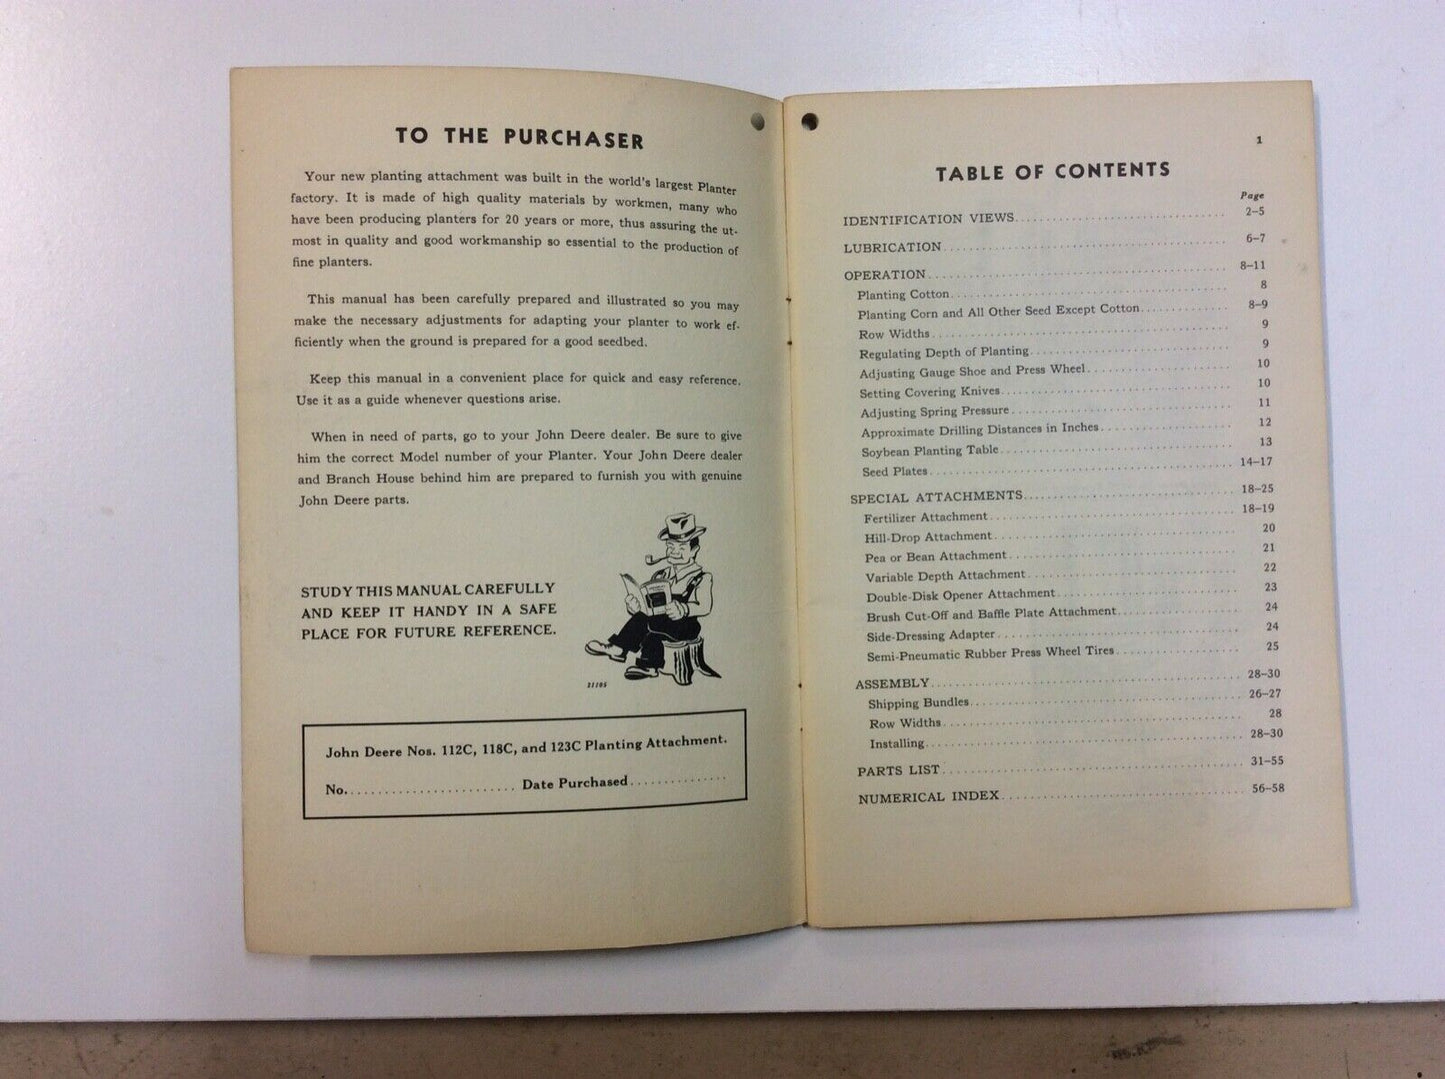 TO THE PURCHASER
Your new planting attachment was built in the world's largest Planter
factory. It is made of high quality materials by workmen, many who
have been producing planters for 20 years or more, thus assuring the ut-
most in quality and good workmanship so essential to the production of
fine planters.
This manual has been carefully prepared and illustrated so you may
make the necessary adjustments for adapting your planter to work ef-
ficiently when the ground is prepared for a good seedbed.
Keep this manual in a convenient place for quick and easy reference.
Use it as a guide whenever questions arise.
When in need of parts, go to your John Deere dealer. Be sure to give
him the correct Model number of your Planter. Your John Deere dealer
and Branch House behind him are prepared to furnish you with genuine
John Deere parts.
STUDY THIS MANUAL CAREFULLY
AND KEEP IT HANDY IN A SAFE
PLACE FOR FUTURE REFERENCE.
21105
John Deere Nos. 112C, 118C, and 123C Planting Attachment.
No.......................... Date Purchased...............
1
TABLE OF CONTENTS
Page
IDENTIFICATION VIEWS................................ 2–5
LUBRICATION........................................... 6–7
OPERATION............................................. 8–11
Planting Cotton.......................................... 8
Planting Corn and All Other Seed Except Cotton............. 8–9
Row Widths............................................. 9
Regulating Depth of Planting.............................. 9
Adjusting Gauge Shoe and Press Wheel..................... 10
Setting Covering Knives................................... 10
Adjusting Spring Pressure................................. 11
Approximate Drilling Distances in Inches.................... 12
Soybean Planting Table................................... 13
Seed Plates.............................................. 14–17
SPECIAL ATTACHMENTS................................ 18–25
Fertilizer Attachment..................................... 18–19
Hill-Drop Attachment..................................... 20
Pea or Bean Attachment................................... 21
Variable Depth Attachment................................ 22
Double-Disk Opener Attachment........................... 23
Brush Cut-Off and Baffle Plate Attachment.................. 24
Side-Dressing Adapter..................................... 24
Semi-Pneumatic Rubber Press Wheel Tires................... 25
ASSEMBLY.............................................. 28–30
Shipping Bundles......................................... 26–27
Row Widths............................................. 28
Installing................................................ 28–30
PARTS LIST............................................. 31–55
NUMERICAL INDEX..................................... 56–58